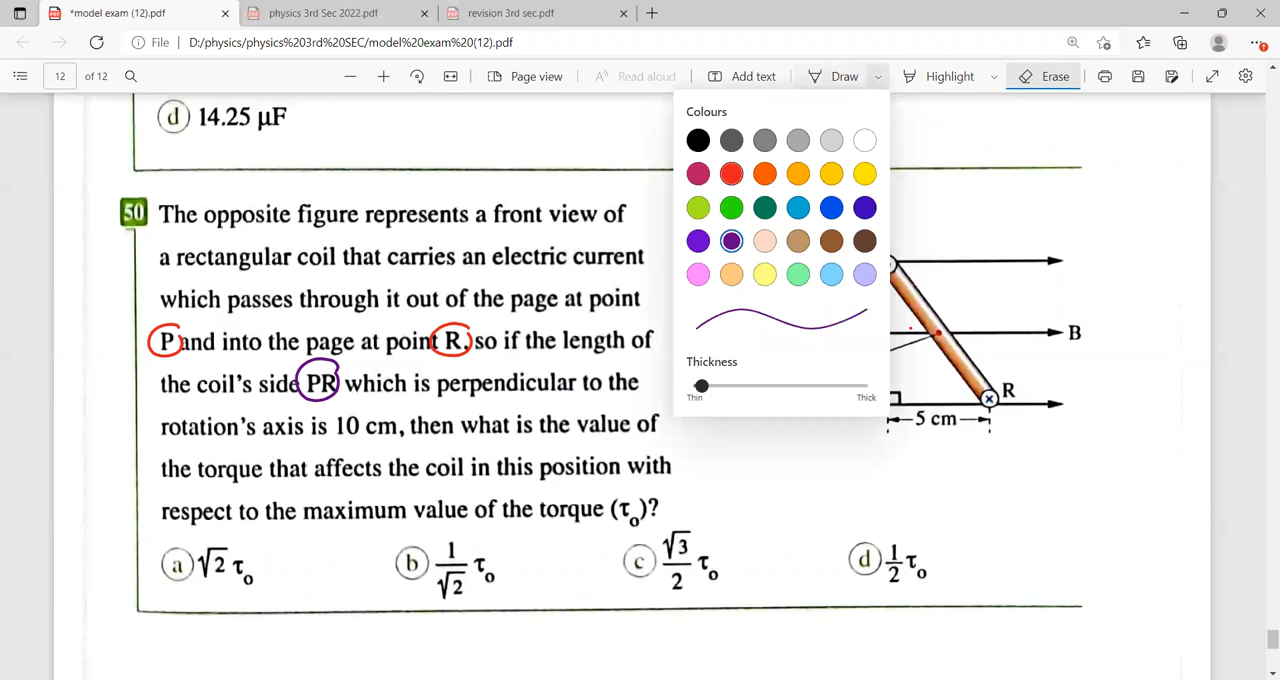 *model exam (12).pdf
physics 3rd Sec 2022.pdf
revision 3rd sec.pdf
File
D:/physics/physics%203rd%20SEC/model%20exam%20(12).pdf
12 of 12
Page view
Read aloud
Add text
Draw
Highlight
Erase
Colours
Thickness
Thin
Thick
d 14.25 μF
50 The opposite figure represents a front view of
a rectangular coil that carries an electric current
which passes through it out of the page at point
P and into the page at point R, so if the length of
the coil's side PR which is perpendicular to the
rotation's axis is 10 cm, then what is the value of
the torque that affects the coil in this position with
respect to the maximum value of the torque (τo)?
B
R
5 cm
a √2 τo b 1/√2 τo c √3/2 τo d 1/2 τo